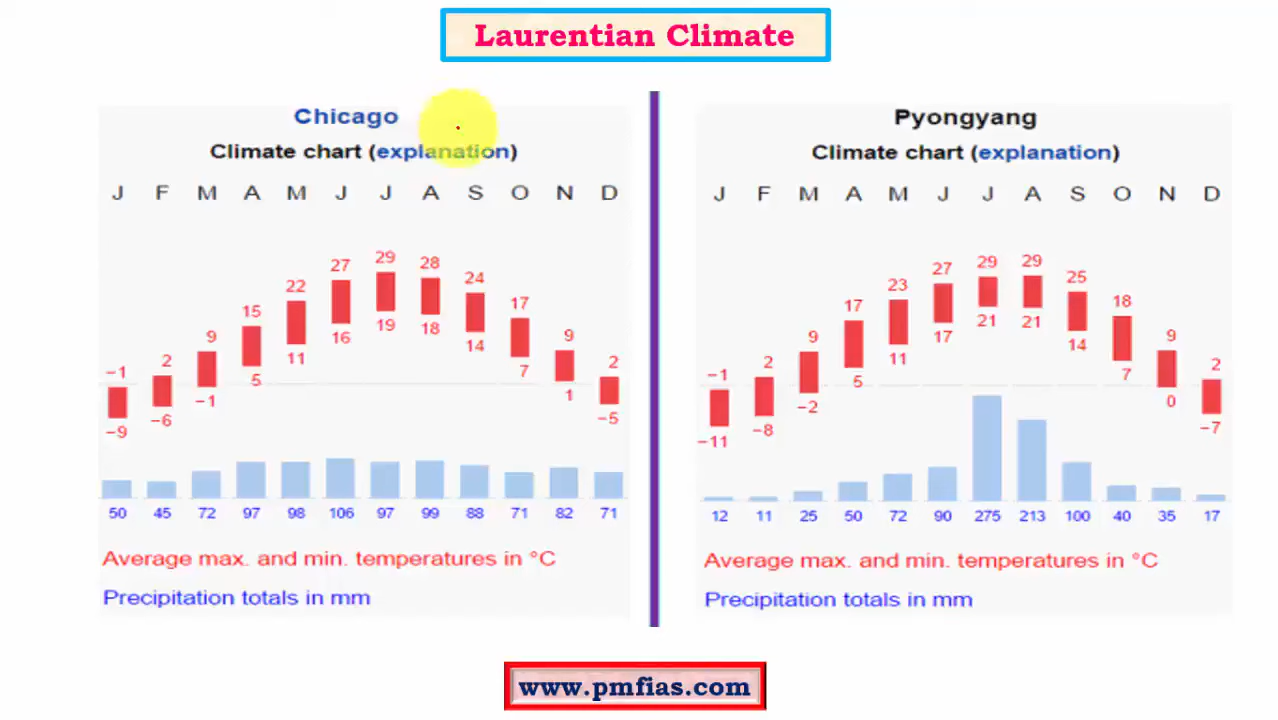 Laurentian Climate
Chicago
Climate chart (explanation)
J F M A M J J A S O N D
-1 2 9 15 22 27 29 28 24 17 9 2
-9 -6 -1 5 11 16 19 18 14 7 1 -5
50 45 72 97 98 106 97 99 88 71 82 71
Average max. and min. temperatures in °C
Precipitation totals in mm
Pyongyang
Climate chart (explanation)
J F M A M J J A S O N D
-1 2 9 17 23 27 29 29 25 18 9 2
-11 -8 -2 5 11 17 21 21 14 7 0 -7
12 11 25 50 72 90 275 213 100 40 35 17
Average max. and min. temperatures in °C
Precipitation totals in mm
www.pmfias.com